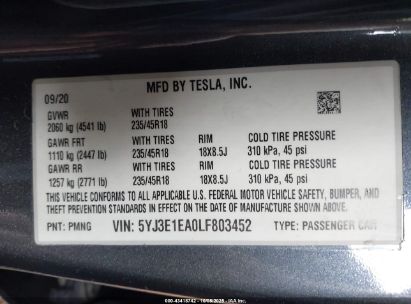 MFD BY TESLA, INC.
09/20
GVWR WITH TIRES
2060 kg (4541 lb) 235/45R18
GAWR FRT WITH TIRES RIM COLD TIRE PRESSURE
1110 kg (2447 lb) 235/45R18 18X8.5J 310 kPa, 45 psi
GAWR RR WITH TIRES RIM COLD TIRE PRESSURE
1257 kg (2771 lb) 235/45R18 18X8.5J 310 kPa, 45 psi
THIS VEHICLE CONFORMS TO ALL APPLICABLE U.S. FEDERAL MOTOR VEHICLE SAFETY, BUMPER, AND
THEFT PREVENTION STANDARDS IN EFFECT ON THE DATE OF MANUFACTURE SHOWN ABOVE.
PNT: PMNG VIN: 5YJ3E1EA0LF803452 TYPE: PASSENGER CAR